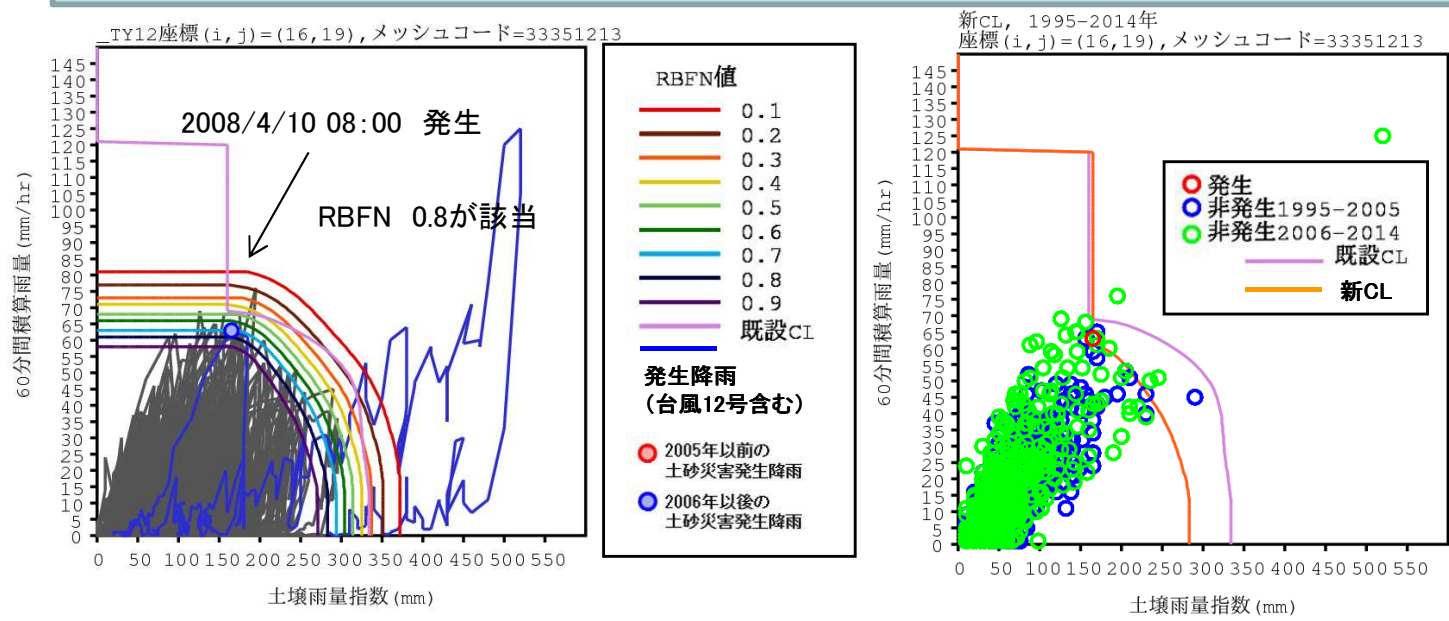 _TY12座標(i,j)=(16,19),メッシュコード=33351213
145
140
135
130
125
120
115
110
105
100
95
90
85
80
75
70
65
60
55
50
45
40
35
30
25
20
15
10
5
0
60分間積算雨量(mm/hr)
0 50 100 150 200 250 300 350 400 450 500 550
土壌雨量指数(mm)
2008/4/10 08:00 発生
RBFN 0.8が該当
RBFN値
0.1
0.2
0.3
0.4
0.5
0.6
0.7
0.8
0.9
既設CL
発生降雨
(台風12号含む)
2005年以前の
土砂災害発生降雨
2006年以後の
土砂災害発生降雨
新CL, 1995-2014年
座標(i,j)=(16,19),メッシュコード=33351213
145
140
135
130
125
120
115
110
105
100
95
90
85
80
75
70
65
60
55
50
45
40
35
30
25
20
15
10
5
0
60分間積算雨量(mm/hr)
0 50 100 150 200 250 300 350 400 450 500 550
土壌雨量指数(mm)
発生
非発生1995-2005
非発生2006-2014
既設CL
新CL